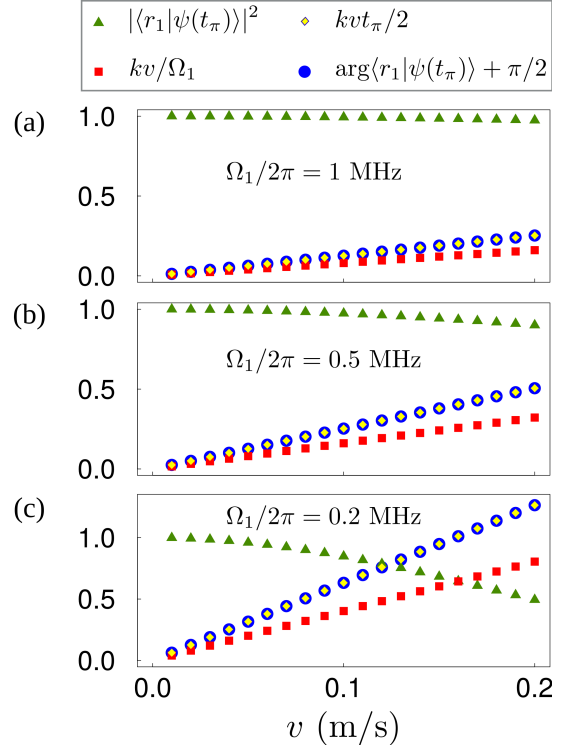 |⟨r₁|ψ(t_π)⟩|² kvt_π/2
kv/Ω₁ arg⟨r₁|ψ(t_π)⟩ + π/2
(a)
1.0
Ω₁/2π = 1 MHz
0.5
0.0
(b)
1.0
Ω₁/2π = 0.5 MHz
0.5
0.0
(c)
Ω₁/2π = 0.2 MHz
1.0
0.5
0.0
0.0 0.1 0.2
v (m/s)